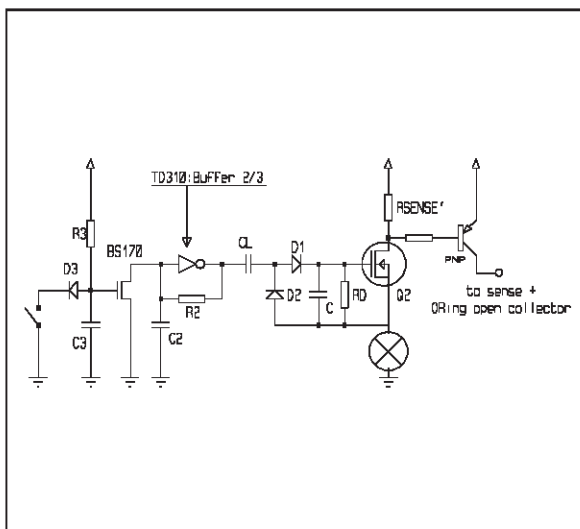 TD310:Buffer 2/3
RSENSE'
R3
BS170
CL
D1
D3
PNP
R2
D2
C
RD
Q2
to sense +
ORing open collector
C3
C2